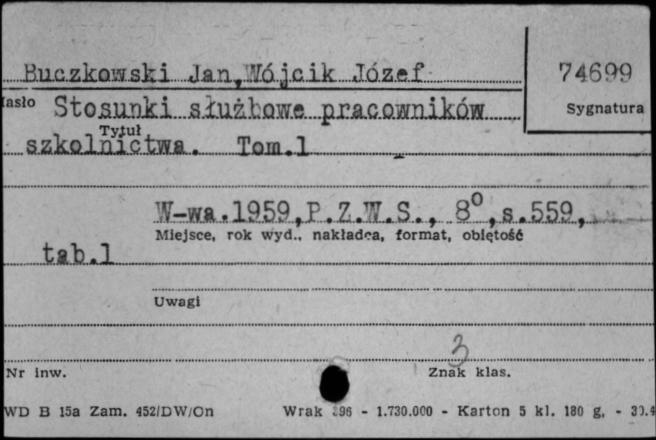 Buczkowski Jan, Wójcik Józef
74699
Hasło
Sygnatura
Stosunki służbowe pracowników
Tytuł
szkolnictwa. Tom.1
W-wa.1959,P.Z.W.S., 8°,s.559,
Miejsce, rok wyd., nakładca, format, objętość
tab.1
Uwagi
3
Nr inw.
Znak klas.
WD B 15a Zam. 452/DW/On
Wrak 396 - 1.730.000 - Karton 5 kl. 180 g, - 30.4